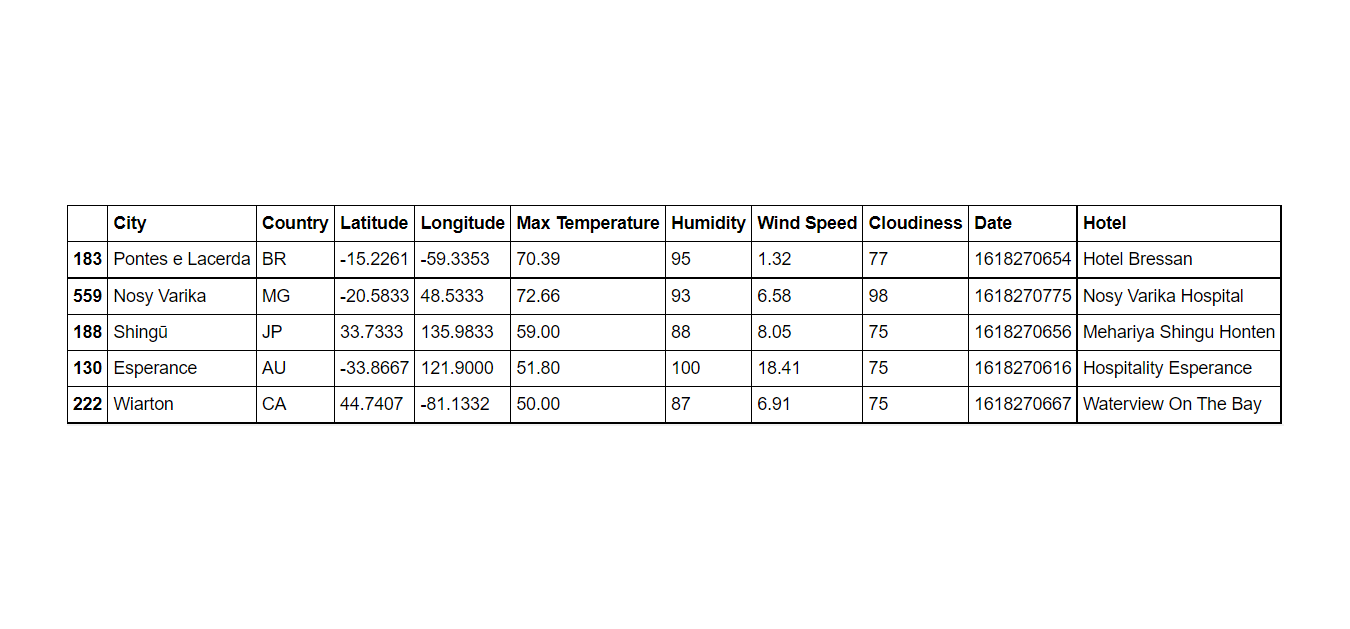 City Country Latitude Longitude Max Temperature Humidity Wind Speed Cloudiness Date Hotel
183 Pontes e Lacerda BR -15.2261 -59.3353 70.39 95 1.32 77 1618270654 Hotel Bressan
559 Nosy Varika MG -20.5833 48.5333 72.66 93 6.58 98 1618270775 Nosy Varika Hospital
188 Shingū JP 33.7333 135.9833 59.00 88 8.05 75 1618270656 Mehariya Shingu Honten
130 Esperance AU -33.8667 121.9000 51.80 100 18.41 75 1618270616 Hospitality Esperance
222 Wiarton CA 44.7407 -81.1332 50.00 87 6.91 75 1618270667 Waterview On The Bay